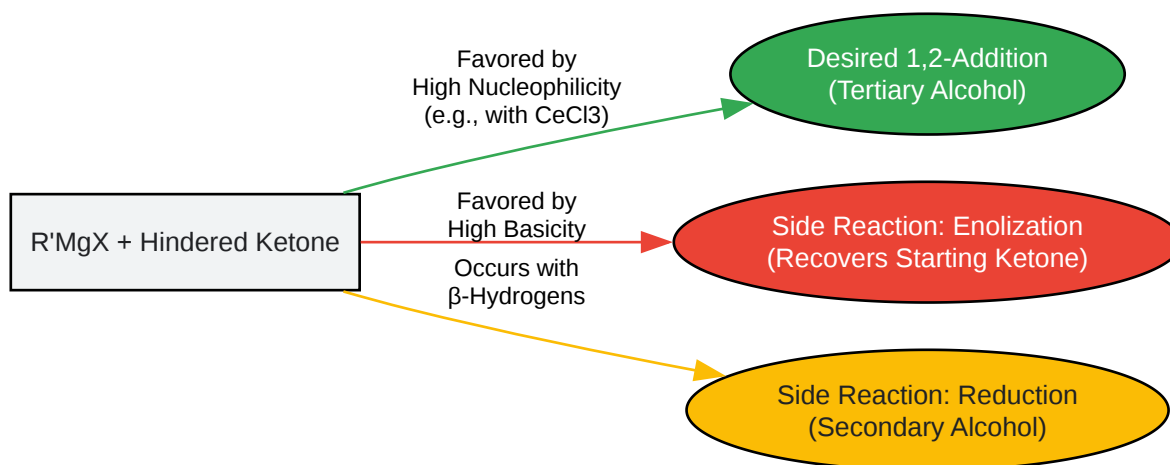 R'MgX + Hindered Ketone
Favored by
High Nucleophilicity
(e.g., with CeCl3)
Desired 1,2-Addition
(Tertiary Alcohol)
Favored by
High Basicity
Side Reaction: Enolization
(Recovers Starting Ketone)
Occurs with
β-Hydrogens
Side Reaction: Reduction
(Secondary Alcohol)